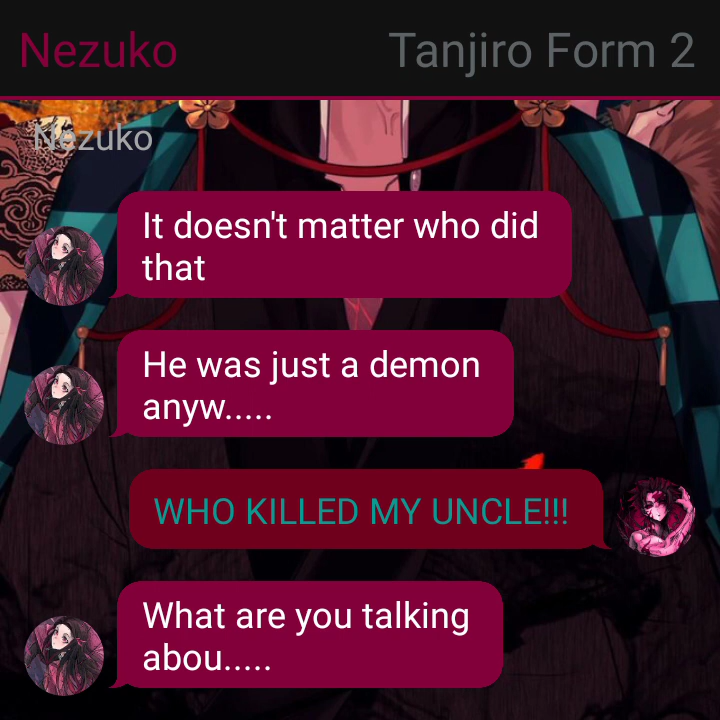 Nezuko
Tanjiro Form 2
Nezuko
It doesn't matter who did
that
He was just a demon
anyw.....
WHO KILLED MY UNCLE!!!
What are you talking
abou.....